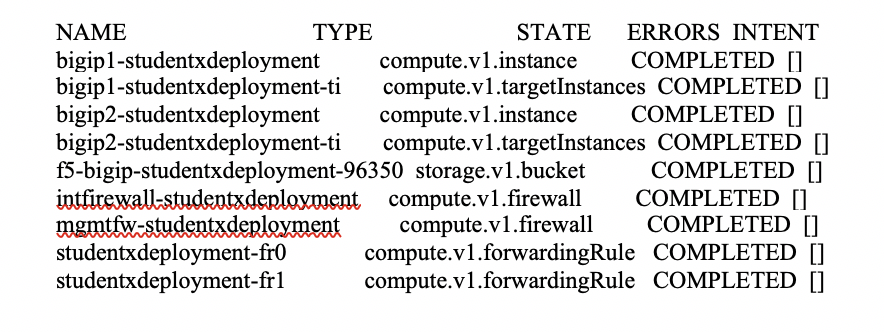 NAME TYPE STATE ERRORS INTENT
bigip1-studentxdeployment compute.v1.instance COMPLETED []
bigip1-studentxdeployment-ti compute.v1.targetInstances COMPLETED []
bigip2-studentxdeployment compute.v1.instance COMPLETED []
bigip2-studentxdeployment-ti compute.v1.targetInstances COMPLETED []
f5-bigip-studentxdeployment-96350 storage.v1.bucket COMPLETED []
intfirewall-studentxdeployment compute.v1.firewall COMPLETED []
mgmtfw-studentxdeployment compute.v1.firewall COMPLETED []
studentxdeployment-fr0 compute.v1.forwardingRule COMPLETED []
studentxdeployment-fr1 compute.v1.forwardingRule COMPLETED []